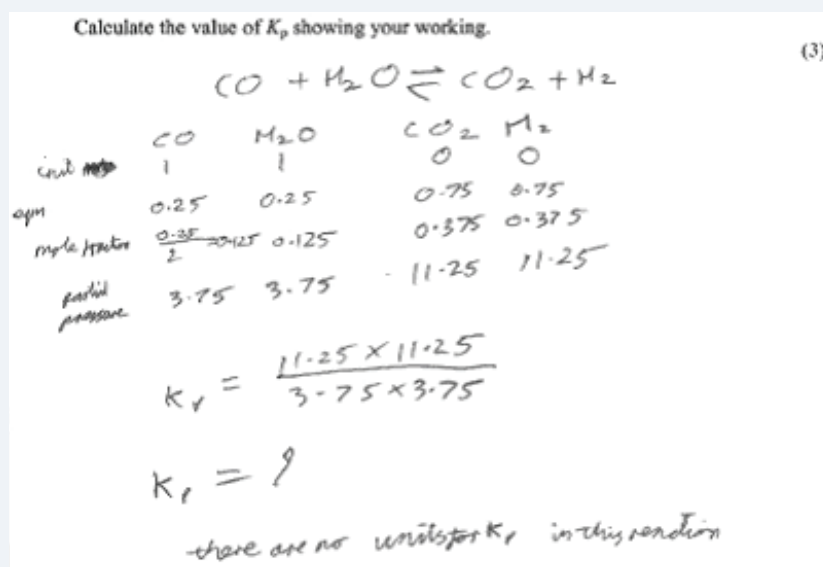 Calculate the value of Kₚ showing your working.
(3)
CO + H₂O ⇌ CO₂ + H₂
CO H₂O CO₂ H₂
init 1 1 0 0
eqm 0.25 0.25 0.75 0.75
mole fraction 0.25/2 = 0.125 0.125 0.375 0.375
partial pressure 3.75 3.75 11.25 11.25
Kₚ = 11.25 × 11.25 / 3.75 × 3.75
Kₚ = 9
there are no units for Kₚ in this reaction